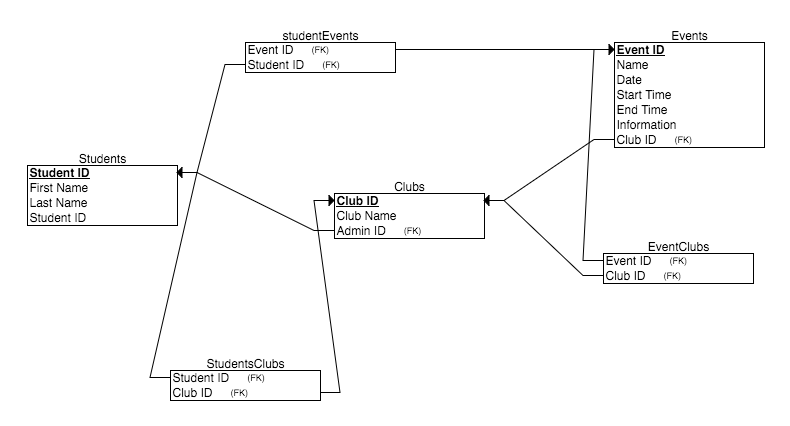 studentEvents
Event ID (FK)
Student ID (FK)
Events
Event ID
Name
Date
Start Time
End Time
Information
Club ID (FK)
Students
Student ID
First Name
Last Name
Student ID
Clubs
Club ID
Club Name
Admin ID (FK)
EventClubs
Event ID (FK)
Club ID (FK)
StudentsClubs
Student ID (FK)
Club ID (FK)